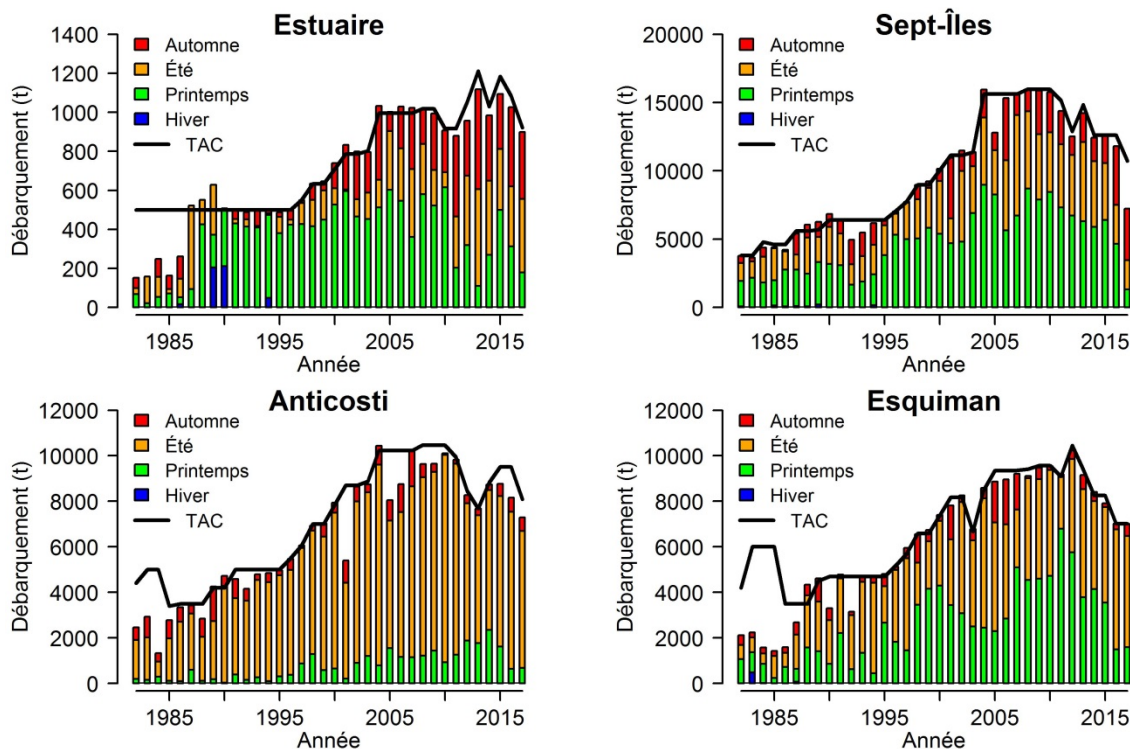 Estuaire
1400
1200
1000
800
600
400
200
0
Débarquement (t)
Automne
Été
Printemps
Hiver
TAC
1985
1995
2005
2015
Année
Sept-Îles
20000
15000
10000
5000
0
Débarquement (t)
Automne
Été
Printemps
Hiver
TAC
1985
1995
2005
2015
Année
Anticosti
12000
10000
8000
6000
4000
2000
0
Débarquement (t)
Automne
Été
Printemps
Hiver
TAC
1985
1995
2005
2015
Année
Esquiman
12000
10000
8000
6000
4000
2000
0
Débarquement (t)
Automne
Été
Printemps
Hiver
TAC
1985
1995
2005
2015
Année